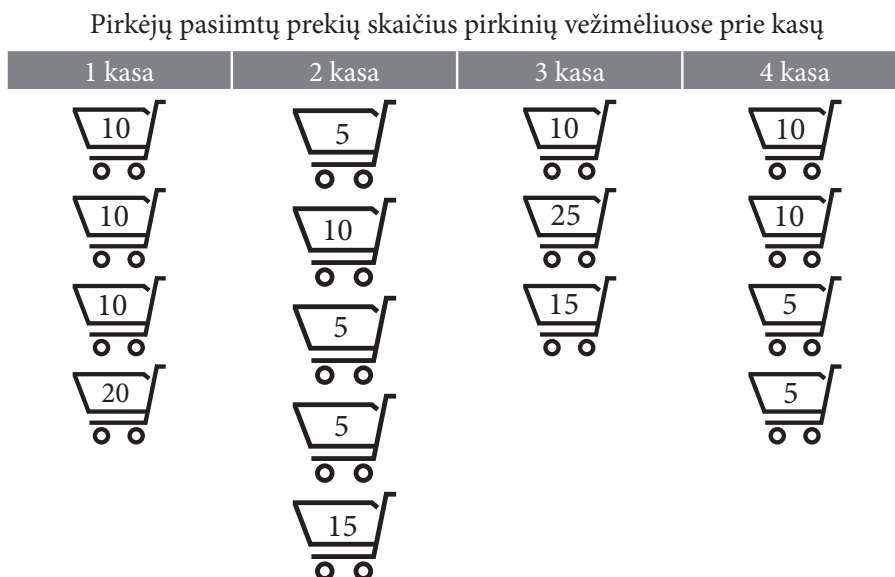 Pirkėjų pasiimtų prekių skaičius pirkinių vežimėliuose prie kasų
1 kasa 2 kasa 3 kasa 4 kasa
10 5 10 10
10 10 25 10
10 5 15 5
20 5 5
15